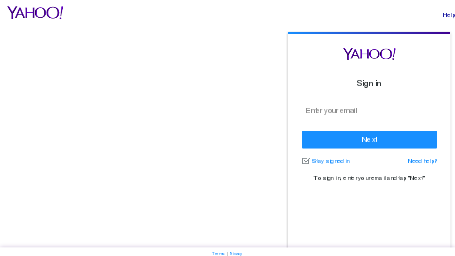 YAHOO!
Help
YAHOO!
Sign in
Enter your email
Next
Stay signed in
Need help?
To sign in enter your email and tap "Next"
Terms | Privacy